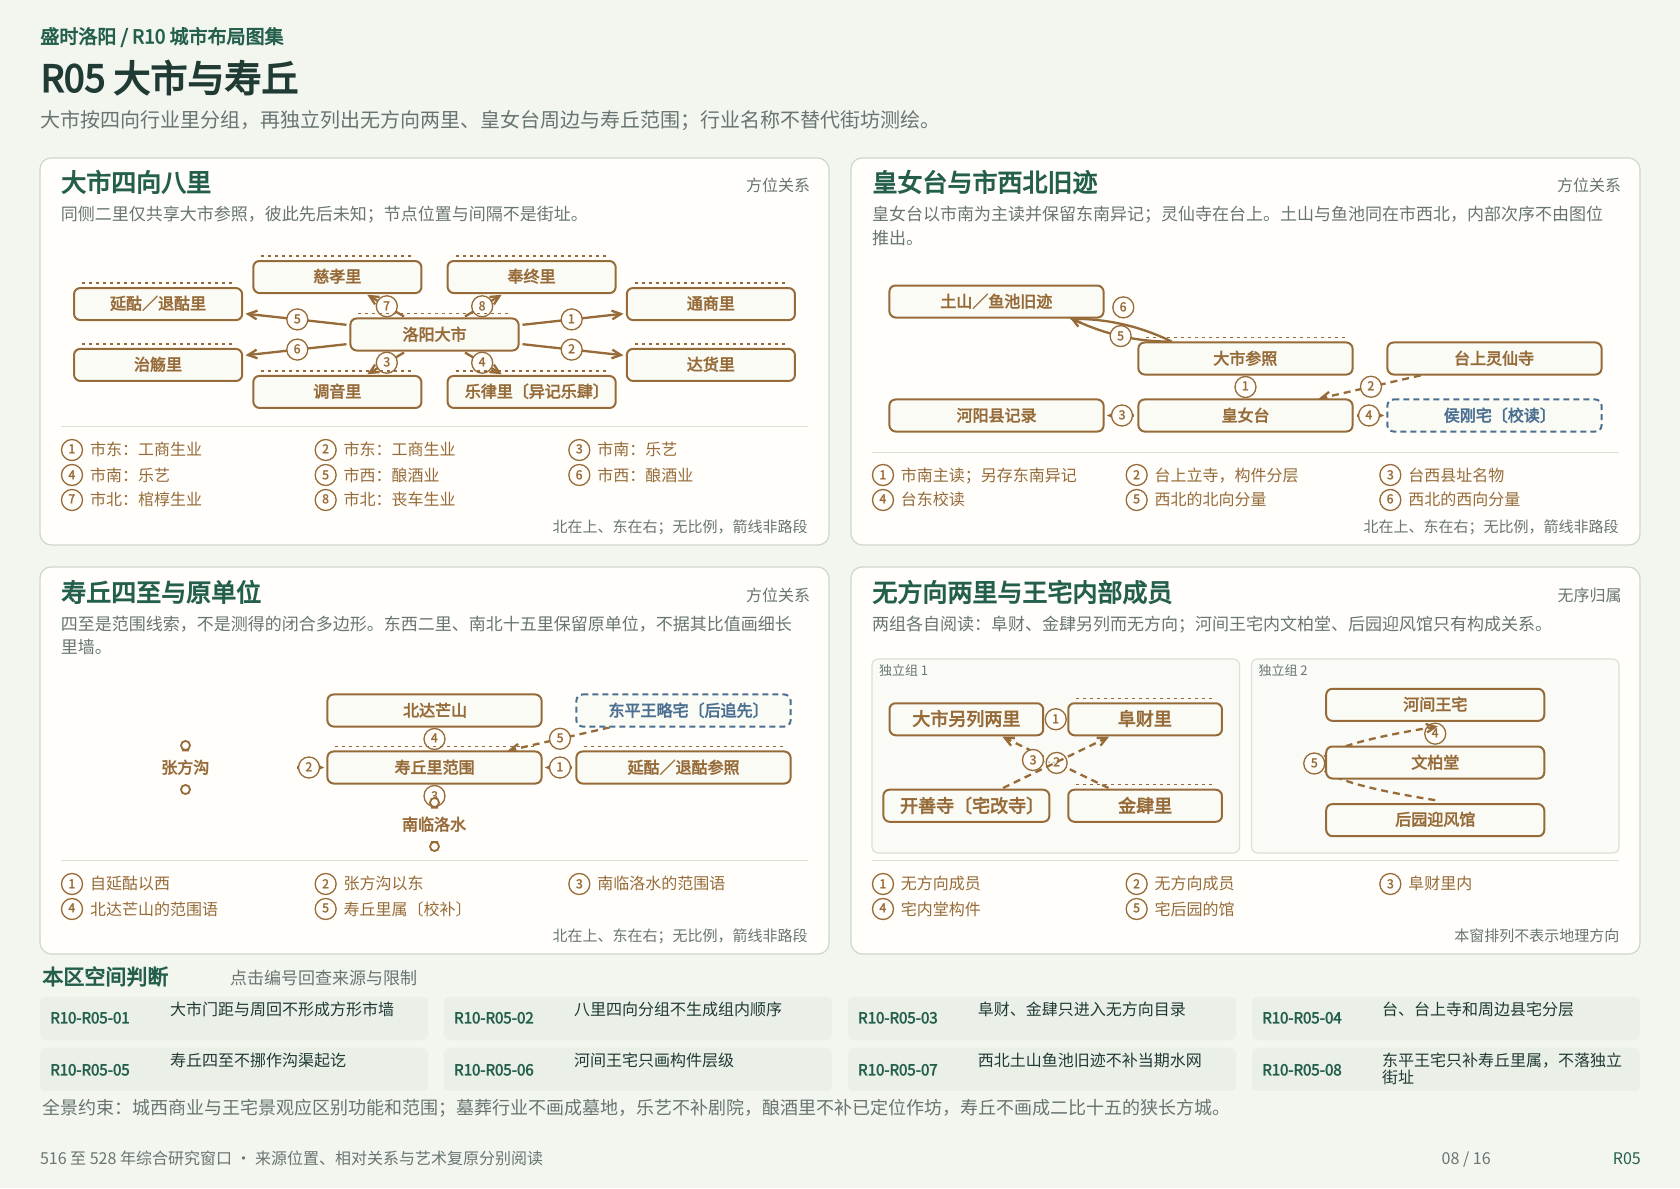 盛时洛阳 / R10 城市布局图集
R05 大市与寿丘
大市按四向行业里分组，再独立列出无方向两里、皇女台周边与寿丘范围；行业名称不替代街坊测绘。
大市四向八里
方位关系
同侧二里仅共享大市参照，彼此先后未知；节点位置与间隔不是街址。
慈孝里
奉终里
延酤／退酤里
通商里
7
8
5
1
洛阳大市
6
2
治觞里
3
4
达货里
调音里
乐律里〔异记乐肆〕
1 市东：工商生业
2 市东：工商生业
3 市南：乐艺
4 市南：乐艺
5 市西：酿酒业
6 市西：酿酒业
7 市北：棺椁生业
8 市北：丧车生业
北在上、东在右；无比例，箭线非路段
皇女台与市西北旧迹
方位关系
皇女台以市南为主读并保留东南异记；灵仙寺在台上。土山与鱼池同在市西北，内部次序不由图位
推出。
土山／鱼池旧迹
6
5
大市参照
台上灵仙寺
1
2
河阳县记录
3
皇女台
4
侯刚宅〔校读〕
1 市南主读；另存东南异记
2 台上立寺，构件分层
3 台西县址名物
4 台东校读
5 西北的北向分量
6 西北的西向分量
北在上、东在右；无比例，箭线非路段
寿丘四至与原单位
方位关系
四至是范围线索，不是测得的闭合多边形。东西二里、南北十五里保留原单位，不据其比值画细长
里墙。
北达芒山
东平王略宅〔后追先〕
4
5
张方沟
2
寿丘里范围
1
延酤／退酤参照
3
南临洛水
1 自延酤以西
2 张方沟以东
3 南临洛水的范围语
4 北达芒山的范围语
5 寿丘里属〔校补〕
北在上、东在右；无比例，箭线非路段
无方向两里与王宅内部成员
无序归属
两组各自阅读：阜财、金肆另列而无方向；河间王宅内文柏堂、后园迎风馆只有构成关系。
独立组 1
大市另列两里
1
阜财里
3
2
开善寺〔宅改寺〕
金肆里
独立组 2
河间王宅
4
5
文柏堂
后园迎风馆
1 无方向成员
2 无方向成员
3 阜财里内
4 宅内堂构件
5 宅后园的馆
本窗排列不表示地理方向
本区空间判断
点击编号回查来源与限制
R10-R05-01 大市门距与周回不形成方形市墙
R10-R05-02 八里四向分组不生成组内顺序
R10-R05-03 阜财、金肆只进入无方向目录
R10-R05-04 台、台上寺和周边县宅分层
R10-R05-05 寿丘四至不挪作沟渠起讫
R10-R05-06 河间王宅只画构件层级
R10-R05-07 西北土山鱼池旧迹不补当期水网
R10-R05-08 东平王宅只补寿丘里属，不落独立
街址
全景约束：城西商业与王宅景观应区别功能和范围；墓葬行业不画成墓地，乐艺不补剧院，酿酒里不补已定位作坊，寿丘不画成二比十五的狭长方城。
516 至 528 年综合研究窗口 · 来源位置、相对关系与艺术复原分别阅读
08 / 16
R05